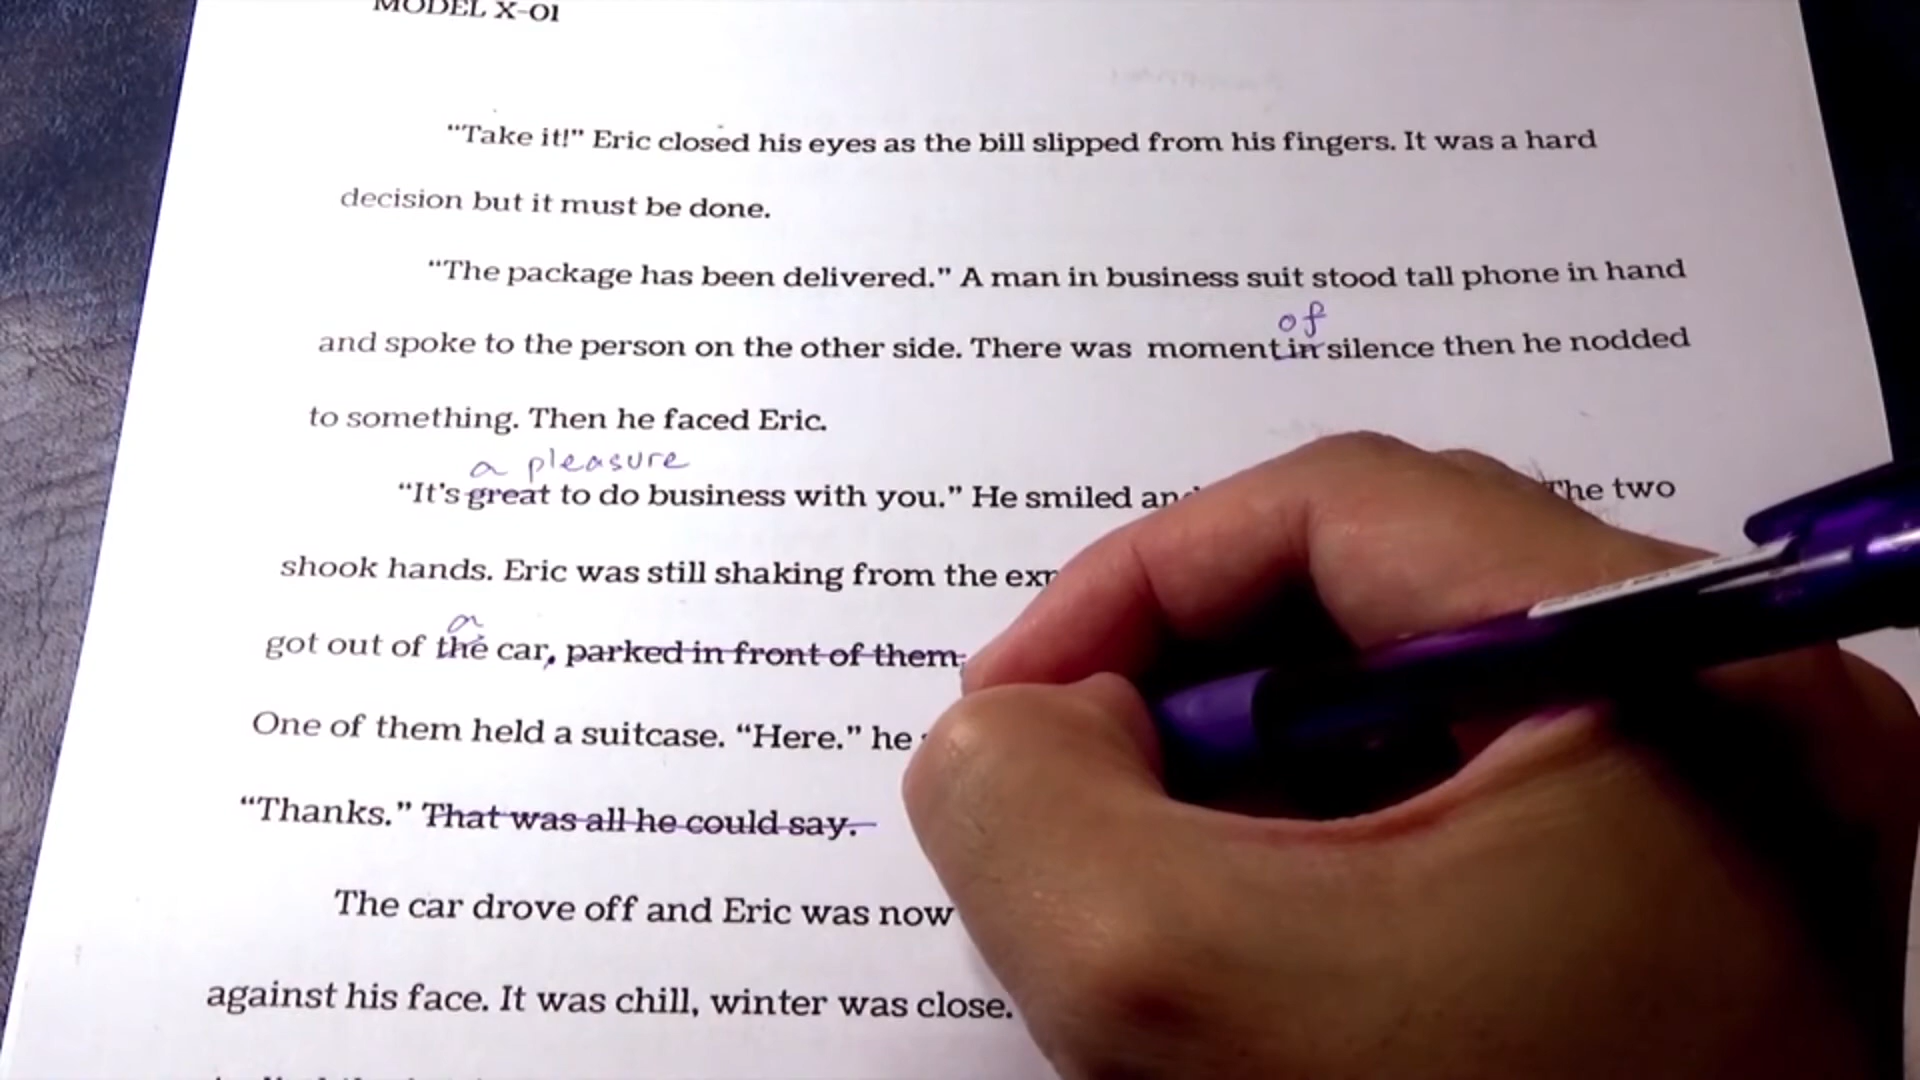 MODEL X-01
“Take it!” Eric closed his eyes as the bill slipped from his fingers. It was a hard
decision but it must be done.
“The package has been delivered.” A man in business suit stood tall phone in hand
of
and spoke to the person on the other side. There was moment in silence then he nodded
to something. Then he faced Eric.
a pleasure
“It’s great to do business with you.” He smiled The two
shook hands. Eric was still shaking from the
a
got out of the car, parked in front of them.
One of them held a suitcase. “Here.” he
“Thanks.” That was all he could say.
The car drove off and Eric was now
against his face. It was chill, winter was close.